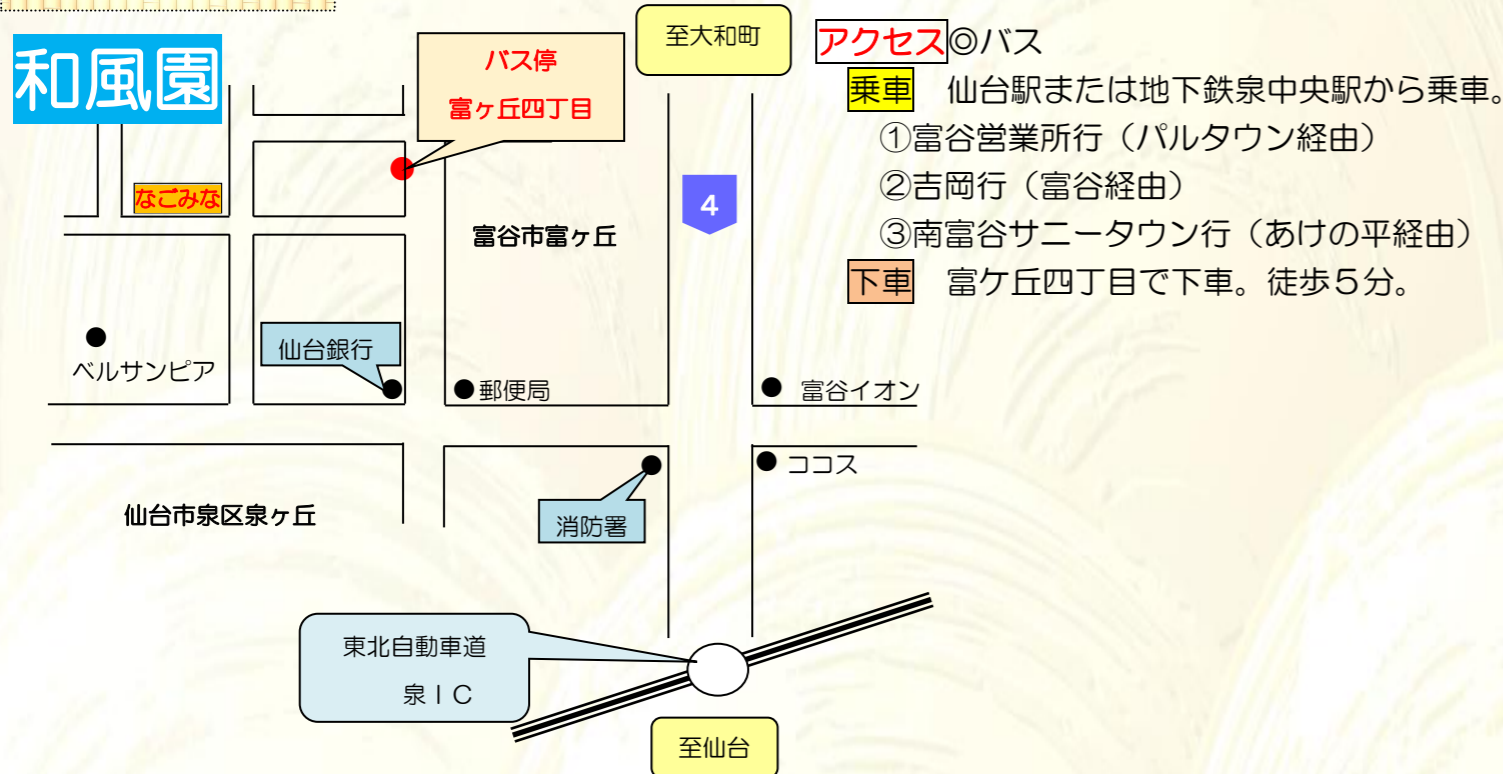 和風園
バス停
富ヶ丘四丁目
至大和町
アクセス◎バス
乗車 仙台駅または地下鉄泉中央駅から乗車。
①富谷営業所行(パルタウン経由)
②吉岡行(富谷経由)
③南富谷サニータウン行(あけの平経由)
下車 富ケ丘四丁目で下車。徒歩5分。
なごみな
4
富谷市富ヶ丘
ベルサンピア
仙台銀行
郵便局
富谷イオン
ココス
消防署
仙台市泉区泉ヶ丘
東北自動車道
泉IC
至仙台